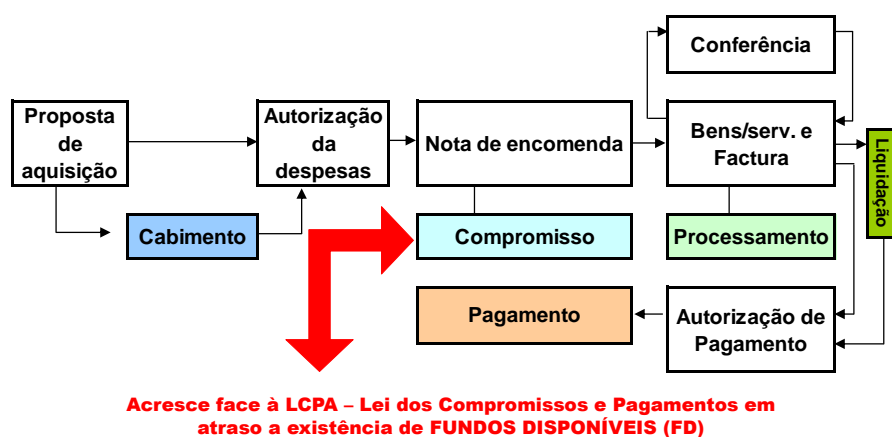 Conferência
Proposta
de
aquisição
Autorização
da
despesas
Nota de encomenda
Bens/serv. e
Factura
Liquidação
Cabimento
Compromisso
Processamento
Pagamento
Autorização de
Pagamento
Acresce face à LCPA – Lei dos Compromissos e Pagamentos em
atraso a existência de FUNDOS DISPONÍVEIS (FD)